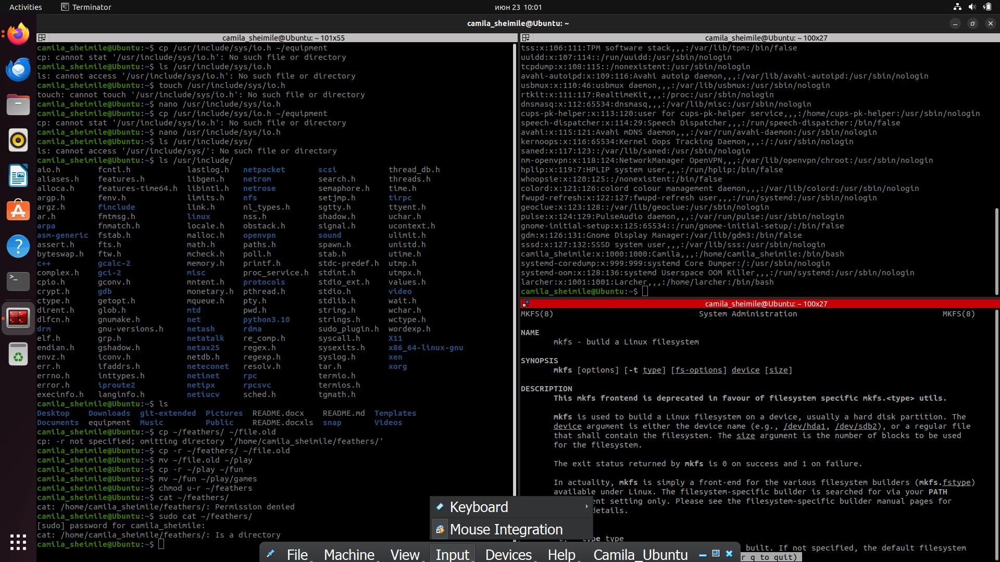 Activities Terminator июн 23 10:01
camila_sheimile@Ubuntu: ~
camila_sheimile@Ubuntu: ~ 101x55
camila_sheimile@Ubuntu:~$ cp /usr/include/sys/io.h ~/equipment
cp: cannot stat '/usr/include/sys/io.h': No such file or directory
camila_sheimile@Ubuntu:~$ ls /usr/include/sys/io.h
ls: cannot access '/usr/include/sys/io.h': No such file or directory
camila_sheimile@Ubuntu:~$ touch /usr/include/sys/io.h
touch: cannot touch '/usr/include/sys/io.h': No such file or directory
camila_sheimile@Ubuntu:~$ nano /usr/include/sys/io.h
camila_sheimile@Ubuntu:~$ cp /usr/include/sys/io.h ~/equipment
cp: cannot stat '/usr/include/sys/io.h': No such file or directory
camila_sheimile@Ubuntu:~$ nano /usr/include/sys/io.h
camila_sheimile@Ubuntu:~$ ls /usr/include/sys/
ls: cannot access '/usr/include/sys/': No such file or directory
camila_sheimile@Ubuntu:~$ ls /usr/include/
aio.h fcntl.h lastlog.h netpacket scsi thread_db.h
aliases.h features.h libgen.h netrom search.h threads.h
alloca.h features-time64.h libintl.h netrose semaphore.h time.h
argp.h fenv.h limits.h nfs setjmp.h tirpc
argz.h finclude link.h nl_types.h sgtty.h ttyent.h
ar.h fmtmsg.h linux nss.h shadow.h uchar.h
arpa fnmatch.h locale.h obstack.h signal.h ucontext.h
asm-generic fstab.h malloc.h openvpn sound ulimit.h
assert.h fts.h math.h paths.h spawn.h unistd.h
byteswap.h ftw.h mcheck.h poll.h stab.h utime.h
c++ gcalc-2 memory.h printf.h stdc-predef.h utmp.h
complex.h gci-2 misc proc_service.h stdint.h utmpx.h
cpio.h gconv.h mntent.h protocols stdio_ext.h values.h
crypt.h gdb monetary.h pthread.h stdio.h video
ctype.h getopt.h mqueue.h pty.h stdlib.h wait.h
dirent.h glob.h mtd pwd.h string.h wchar.h
dlfcn.h gnumake.h net python3.10 strings.h wctype.h
drm gnu-versions.h netash rdma sudo_plugin.h wordexp.h
elf.h grp.h netatalk re_comp.h syscall.h X11
endian.h gshadow.h netax25 regex.h sysexits.h x86_64-linux-gnu
envz.h iconv.h netdb.h regexp.h syslog.h xen
err.h ifaddrs.h neteconet resolv.h tar.h xorg
errno.h inttypes.h netinet rpc termio.h
error.h iproute2 netipx rpcsvc termios.h
execinfo.h langinfo.h netiucv sched.h tgmath.h
camila_sheimile@Ubuntu:~$ ls
Desktop Downloads git-extended Pictures README.docx README.md Templates
Documents equipment Music Public README.docxls snap Videos
camila_sheimile@Ubuntu:~$ cp ~/feathers/ ~/file.old
cp: -r not specified; omitting directory '/home/camila_sheimile/feathers/'
camila_sheimile@Ubuntu:~$ cp -r ~/feathers/ ~/file.old
camila_sheimile@Ubuntu:~$ mv ~/file.old ~/play
camila_sheimile@Ubuntu:~$ cp -r ~/play ~/fun
camila_sheimile@Ubuntu:~$ mv ~/fun ~/play/games
camila_sheimile@Ubuntu:~$ chmod u-r ~/feathers
camila_sheimile@Ubuntu:~$ cat ~/feathers/
cat: /home/camila_sheimile/feathers/: Permission denied
camila_sheimile@Ubuntu:~$ sudo cat ~/feathers/
[sudo] password for camila_sheimile:
cat: /home/camila_sheimile/feathers/: Is a directory
camila_sheimile@Ubuntu:~$
camila_sheimile@Ubuntu: ~ 100x27
tss:x:106:111:TPM software stack,,,:/var/lib/tpm:/bin/false
uuidd:x:107:114::/run/uuidd:/usr/sbin/nologin
tcpdump:x:108:115::/nonexistent:/usr/sbin/nologin
avahi-autoipd:x:109:116:Avahi autoip daemon,,,:/var/lib/avahi-autoipd:/usr/sbin/nologin
usbmux:x:110:46:usbmux daemon,,,:/var/lib/usbmux:/usr/sbin/nologin
rtkit:x:111:117:RealtimeKit,,,:/proc:/usr/sbin/nologin
dnsmasq:x:112:65534:dnsmasq,,,:/var/lib/misc:/usr/sbin/nologin
cups-pk-helper:x:113:120:user for cups-pk-helper service,,,:/home/cups-pk-helper:/usr/sbin/nologin
speech-dispatcher:x:114:29:Speech Dispatcher,,,:/run/speech-dispatcher:/bin/false
avahi:x:115:121:Avahi mDNS daemon,,,:/var/run/avahi-daemon:/usr/sbin/nologin
kernoops:x:116:65534:Kernel Oops Tracking Daemon,,,:/:/usr/sbin/nologin
saned:x:117:123::/var/lib/saned:/usr/sbin/nologin
nm-openvpn:x:118:124:NetworkManager OpenVPN,,,:/var/lib/openvpn/chroot:/usr/sbin/nologin
hplip:x:119:7:HPLIP system user,,,:/run/hplip:/bin/false
whoopsie:x:120:125::/nonexistent:/bin/false
colord:x:121:126:colord colour management daemon,,,:/var/lib/colord:/usr/sbin/nologin
fwupd-refresh:x:122:127:fwupd-refresh user,,,:/run/systemd:/usr/sbin/nologin
geoclue:x:123:128::/var/lib/geoclue:/usr/sbin/nologin
pulse:x:124:129:PulseAudio daemon,,,:/var/run/pulse:/usr/sbin/nologin
gnome-initial-setup:x:125:65534::/run/gnome-initial-setup/:/bin/false
gdm:x:126:131:Gnome Display Manager:/var/lib/gdm3:/bin/false
sssd:x:127:132:SSSD system user,,,:/var/lib/sss:/usr/sbin/nologin
camila_sheimile:x:1000:1000:Camila,,,:/home/camila_sheimile:/bin/bash
systemd-coredump:x:999:999:systemd Core Dumper:/:/usr/sbin/nologin
systemd-oom:x:128:136:systemd Userspace OOM Killer,,,:/run/systemd:/usr/sbin/nologin
larcher:x:1001:1001:Larcher,,,:/home/larcher:/bin/bash
camila_sheimile@Ubuntu:~$
camila_sheimile@Ubuntu: ~ 100x27
MKFS(8) System Administration MKFS(8)
NAME
mkfs - build a Linux filesystem
SYNOPSIS
mkfs [options] [-t type] [fs-options] device [size]
DESCRIPTION
This mkfs frontend is deprecated in favour of filesystem specific mkfs.<type> utils.
mkfs is used to build a Linux filesystem on a device, usually a hard disk partition. The
device argument is either the device name (e.g., /dev/hda1, /dev/sdb2), or a regular file
that shall contain the filesystem. The size argument is the number of blocks to be used
for the filesystem.
The exit status returned by mkfs is 0 on success and 1 on failure.
In actuality, mkfs is simply a front-end for the various filesystem builders (mkfs.fstype)
available under Linux. The filesystem-specific builder is searched for via your PATH
ent setting only. Please see the filesystem-specific builder manual pages for
details.
type
built. If not specified, the default filesystem
r q to quit)
Keyboard
Mouse Integration
File Machine View Input Devices Help Camila_Ubuntu